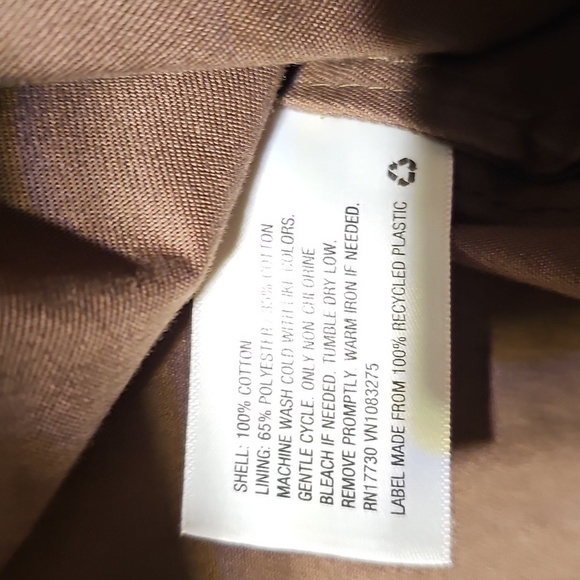 SHELL: 100% COTTON
LINING: 65% POLYESTER 35% COTTON
MACHINE WASH COLD WITH LIKE COLORS.
GENTLE CYCLE. ONLY NON CHLORINE
BLEACH IF NEEDED. TUMBLE DRY LOW.
REMOVE PROMPTLY. WARM IRON IF NEEDED.
RN17730 VN1083275
LABEL MADE FROM 100% RECYCLED PLASTIC